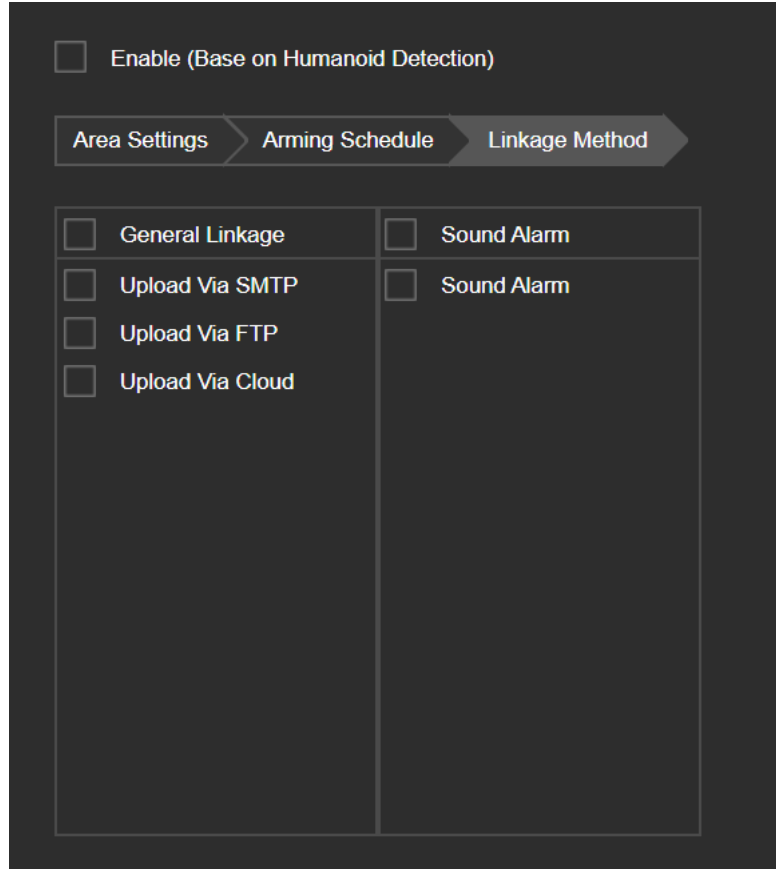 Enable (Base on Humanoid Detection)
Area Settings Arming Schedule Linkage Method
General Linkage Sound Alarm
Upload Via SMTP Sound Alarm
Upload Via FTP
Upload Via Cloud